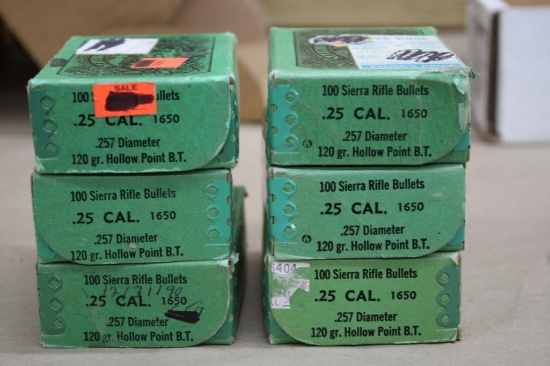 SALE
100 Bullets
.25 CAL. 1650
.257 Diameter
120 gr. Hollow Point B.T.
100 Sierra Rifle Bullets
.25 CAL. 1650
.257 Diameter
120 gr. Hollow Point B.T.
100 Sierra Rifle Bullets
.25 CAL. 1650
.257 Diameter
120 gr. Hollow Point B.T.
100 Sierra Rifle Bullets
.25 CAL. 1650
.257 Diameter
120 gr. Hollow Point B.T.
100 Sierra Rifle Bullets
.25 CAL. 1650
.257 Diameter
120 gr. Hollow Point B.T.
8404
100 Sierra Rifle Bullets
.25 CAL. 1650
.257 Diameter
120 gr. Hollow Point B.T.